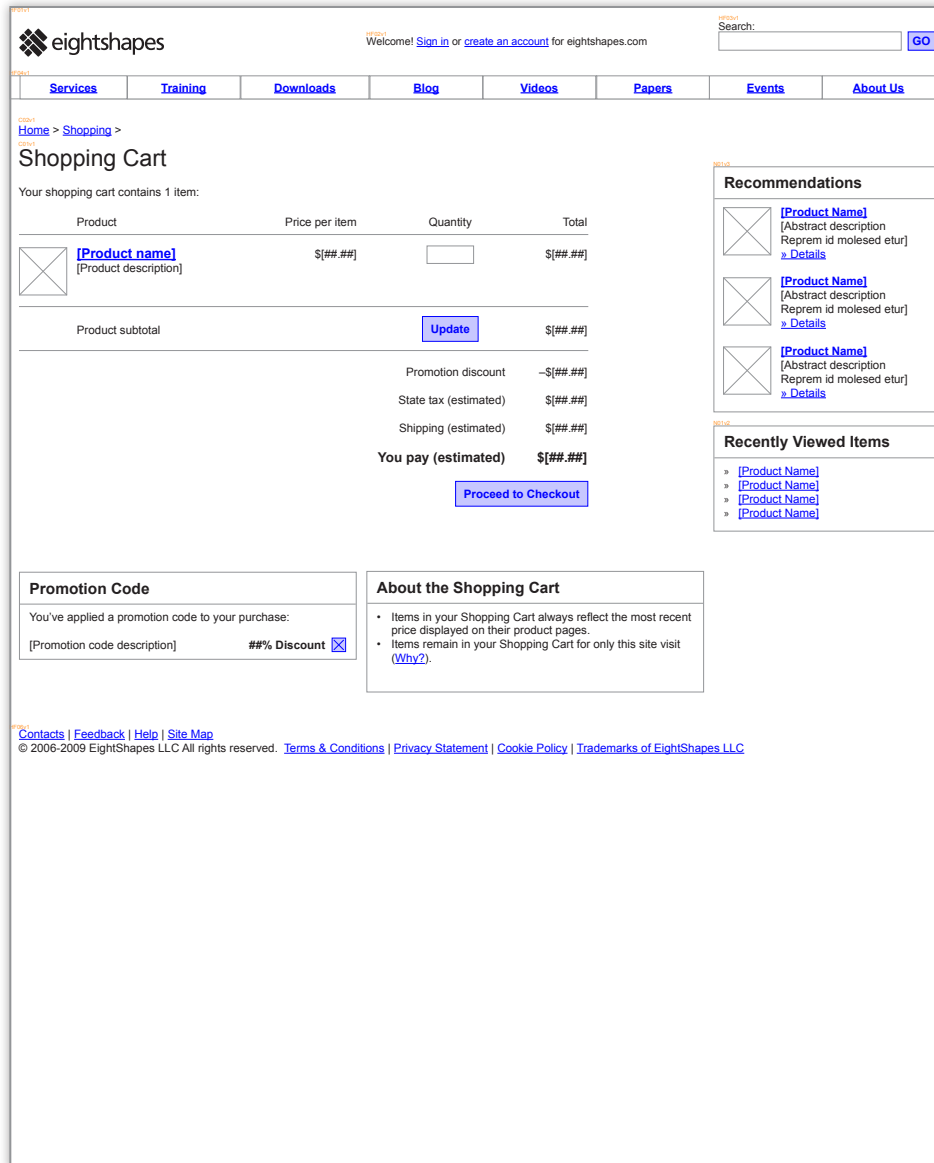 HF01v1
eightshapes
HF02v1
Welcome! Sign in or create an account for eightshapes.com
HF03v1
Search:
GO
HF04v1
Services Training Downloads Blog Videos Papers Events About Us
C02v1
Home > Shopping >
C01v1
Shopping Cart
Your shopping cart contains 1 item:
Product Price per item Quantity Total
[Product name] $[##.##] $[##.##]
[Product description]
Product subtotal Update $[##.##]
Promotion discount –$[##.##]
State tax (estimated) $[##.##]
Shipping (estimated) $[##.##]
You pay (estimated) $[##.##]
Proceed to Checkout
N01v3
Recommendations
[Product Name]
[Abstract description
Reprem id molesed etur]
» Details
[Product Name]
[Abstract description
Reprem id molesed etur]
» Details
[Product Name]
[Abstract description
Reprem id molesed etur]
» Details
N01v2
Recently Viewed Items
» [Product Name]
» [Product Name]
» [Product Name]
» [Product Name]
Promotion Code
You’ve applied a promotion code to your purchase:
[Promotion code description] ##% Discount
About the Shopping Cart
• Items in your Shopping Cart always reflect the most recent
price displayed on their product pages.
• Items remain in your Shopping Cart for only this site visit
(Why?).
Contacts | Feedback | Help | Site Map
© 2006-2009 EightShapes LLC All rights reserved. Terms & Conditions | Privacy Statement | Cookie Policy | Trademarks of EightShapes LLC